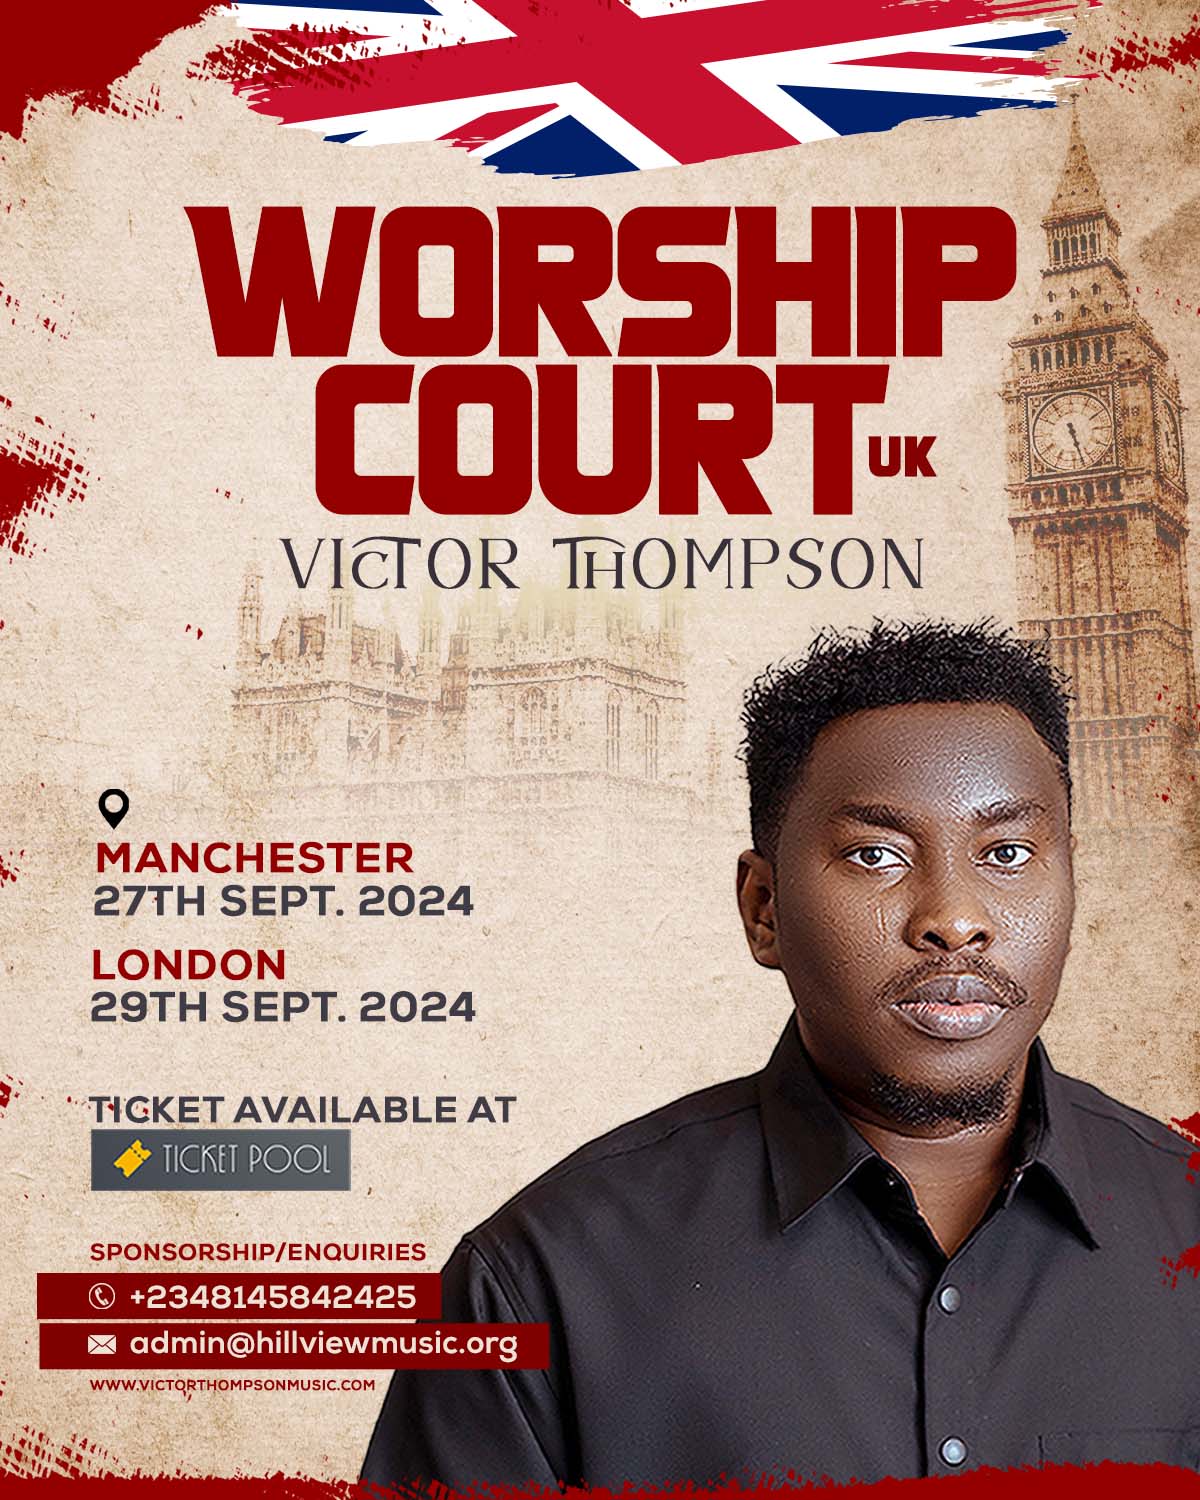 WORSHIP
COURT UK
VICTOR THOMPSON
MANCHESTER
27TH SEPT. 2024
LONDON
29TH SEPT. 2024
TICKET AVAILABLE AT
TICKET POOL
SPONSORSHIP/ENQUIRIES
+2348145842425
admin@hillviewmusic.org
WWW.VICTORTHOMPSONMUSIC.COM